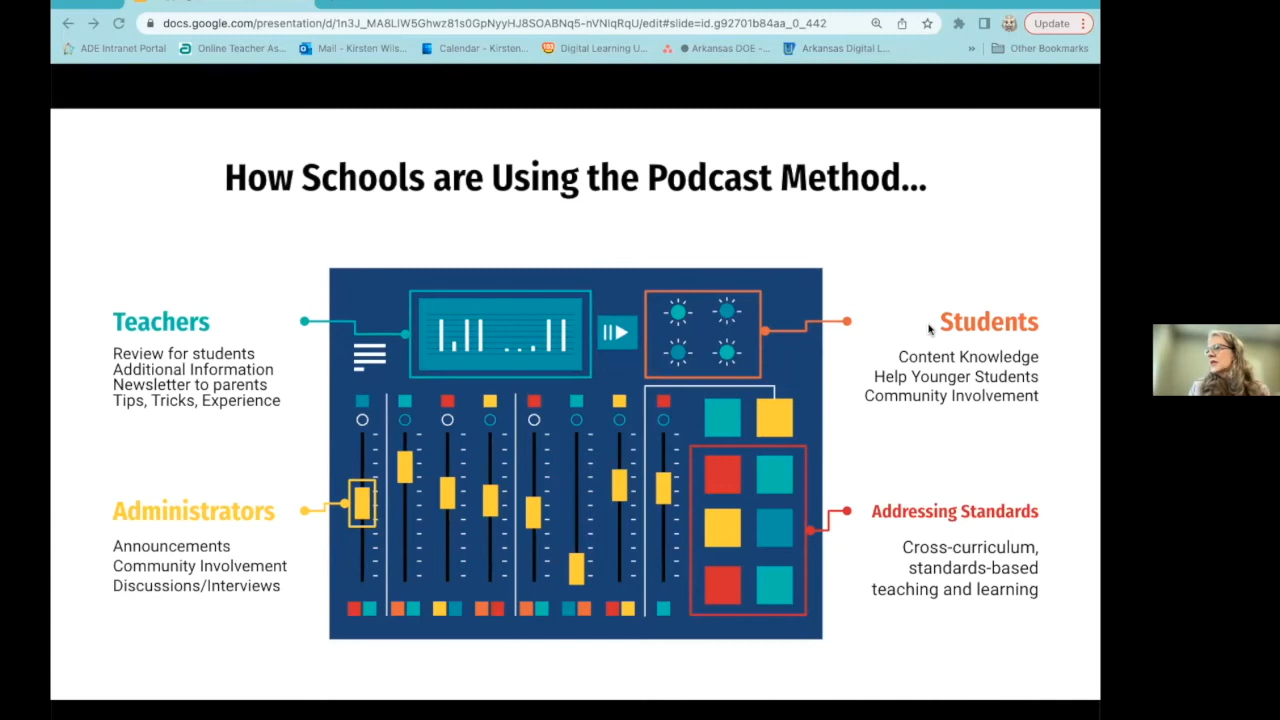 docs.google.com/presentation/d/1n3J_MA8LIW5Ghwz81s0GpNyyHJ8SOABNq5-nVNIqRqU/edit#slide=id.g92701b84aa_0_442
Update
ADE Intranet Portal
Online Teacher As...
Mail - Kirsten Wils...
Calendar - Kirsten...
Digital Learning U...
Arkansas DOE -...
Arkansas Digital L...
»
Other Bookmarks
How Schools are Using the Podcast Method...
Teachers
Review for students
Additional Information
Newsletter to parents
Tips, Tricks, Experience
Students
Content Knowledge
Help Younger Students
Community Involvement
Administrators
Announcements
Community Involvement
Discussions/Interviews
Addressing Standards
Cross-curriculum,
standards-based
teaching and learning